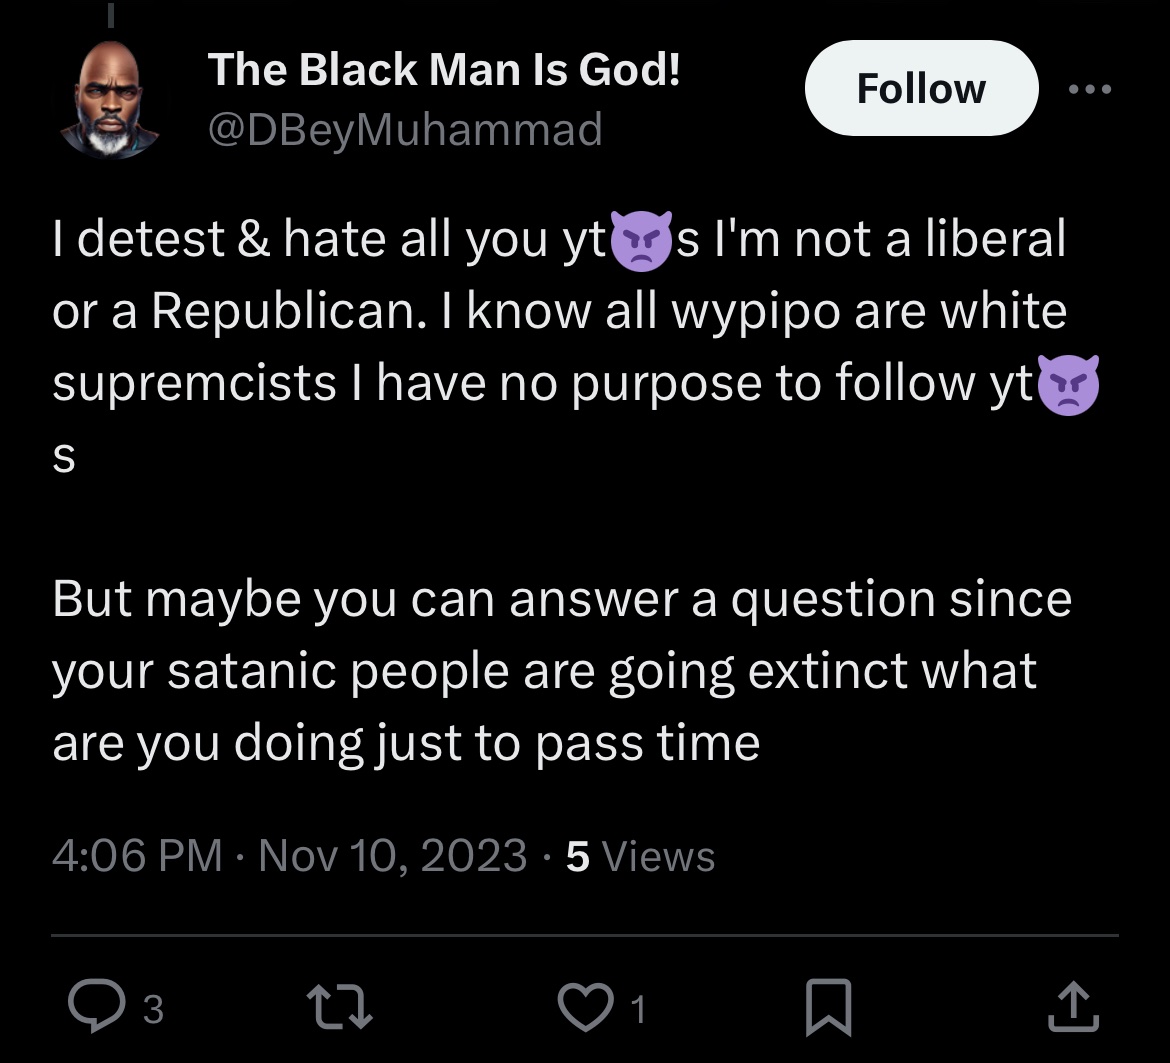 The Black Man Is God!
@DBeyMuhammad
Follow
I detest & hate all you yt👿s I'm not a liberal
or a Republican. I know all wypipo are white
supremcists I have no purpose to follow yt👿
s
But maybe you can answer a question since
your satanic people are going extinct what
are you doing just to pass time
4:06 PM · Nov 10, 2023 · 5 Views
3
1